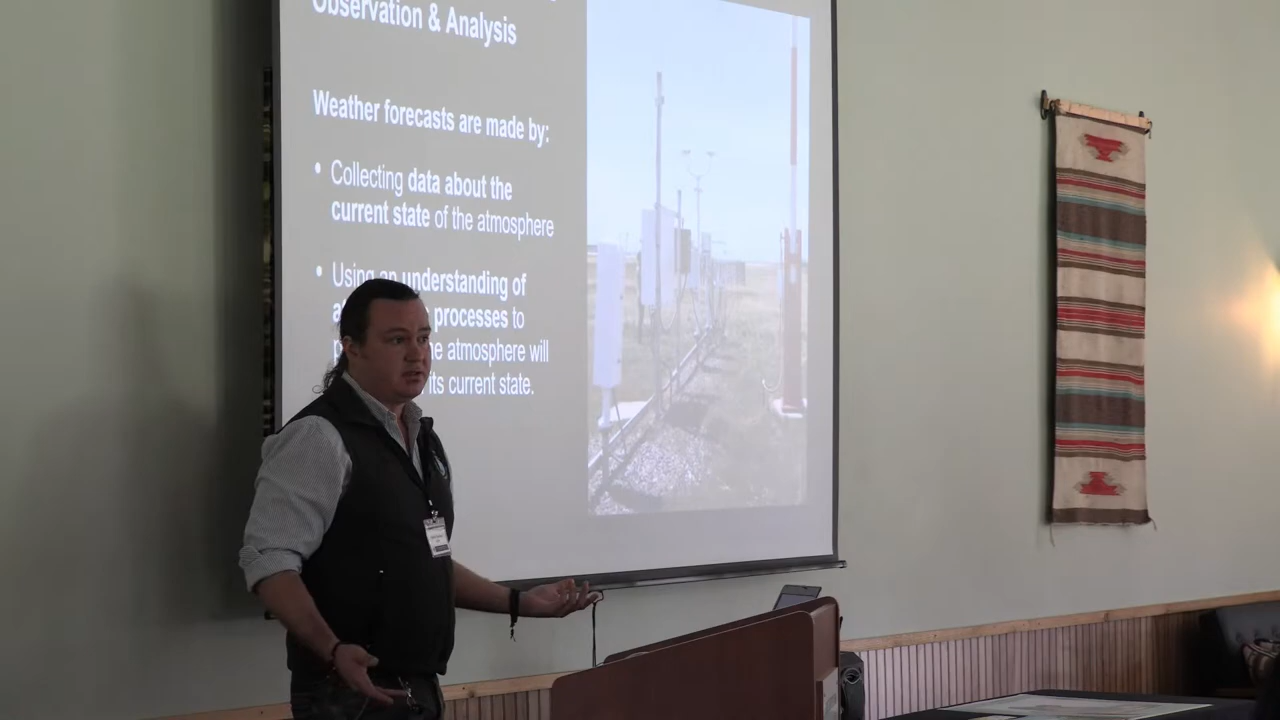 Observation & Analysis
Weather forecasts are made by:
• Collecting data about the
current state of the atmosphere
• Using an understanding of
processes to
the atmosphere will
its current state.